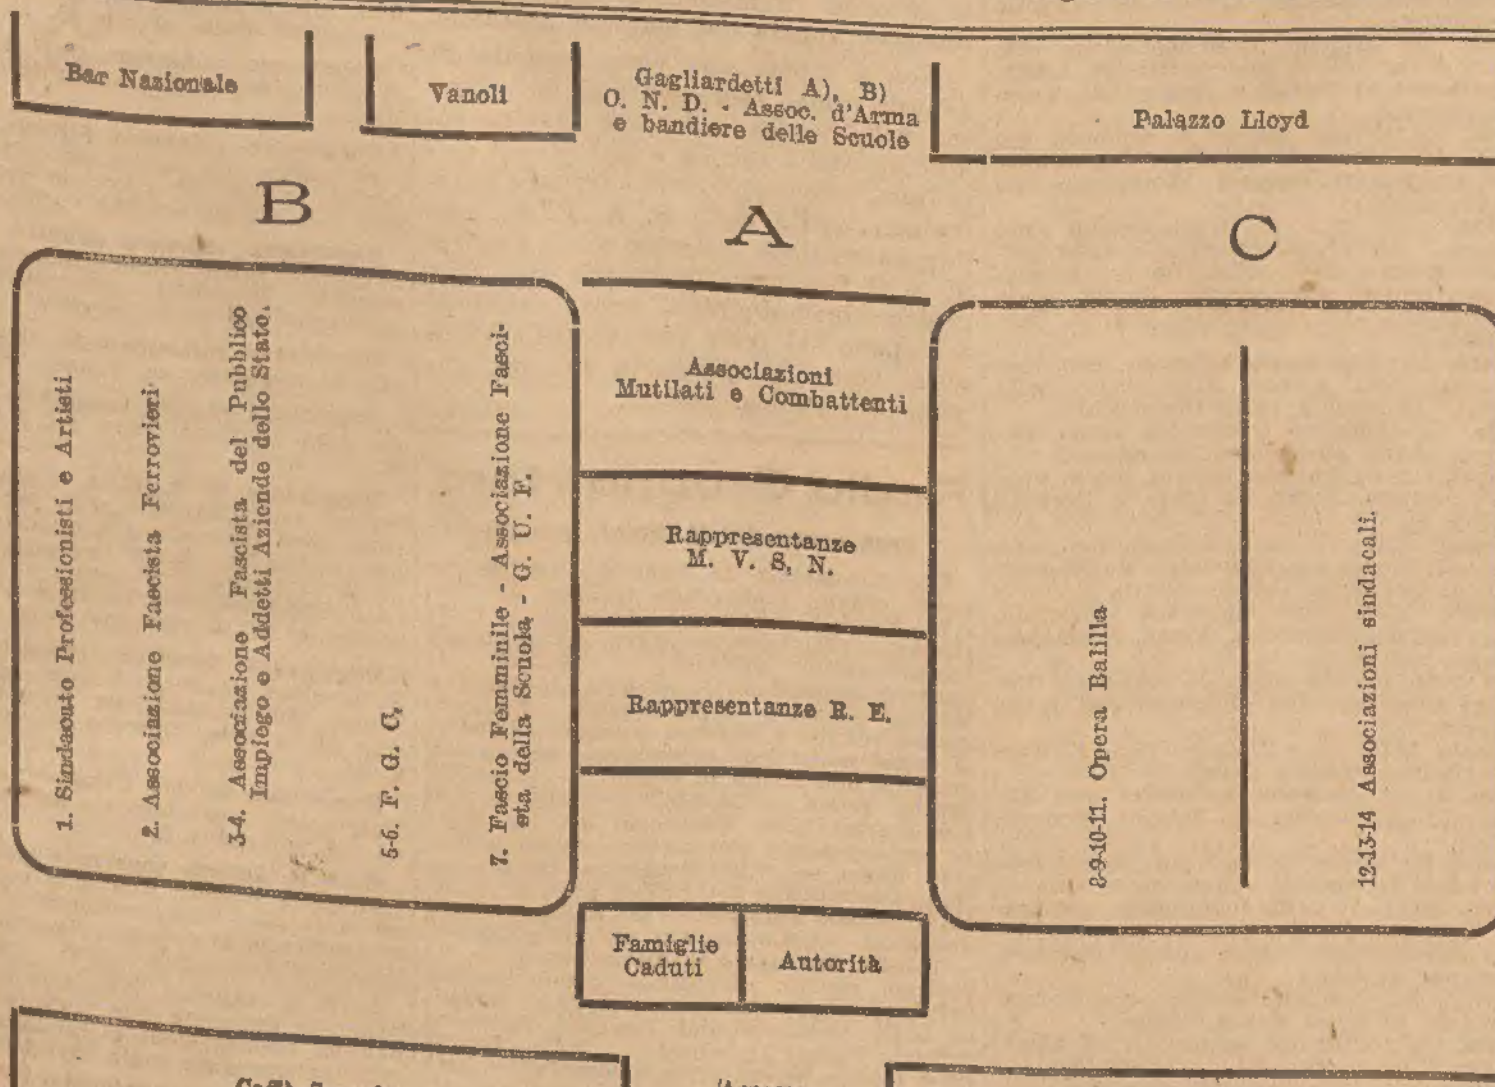 Bar Nazionale
Vanoli
Gagliardetti A), B)
O. N. D. - Assoc. d'Arma
e bandiere delle Scuole
Palazzo Lloyd
B
A
C
1. Sindacato Professionisti e Artisti
2. Associazione Fascista Ferrovieri
3-4. Associazione Fascista del Pubblico
Impiego e Addetti Aziende dello Stato.
5-6. F. G. C.
7. Fascio Femminile - Associazione Fasci-
sta della Scuola - G. U. F.
Associazioni
Mutilati e Combattenti
Rappresentanze
M. V. S. N.
Rappresentanze R. E.
Famiglie
Caduti
Autorità
8-9-10-11. Opera Balilla
12-13-14 Associazioni sindacali.